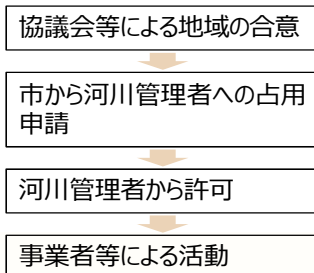 協議会等による地域の合意
市から河川管理者への占用
申請
河川管理者から許可
事業者等による活動